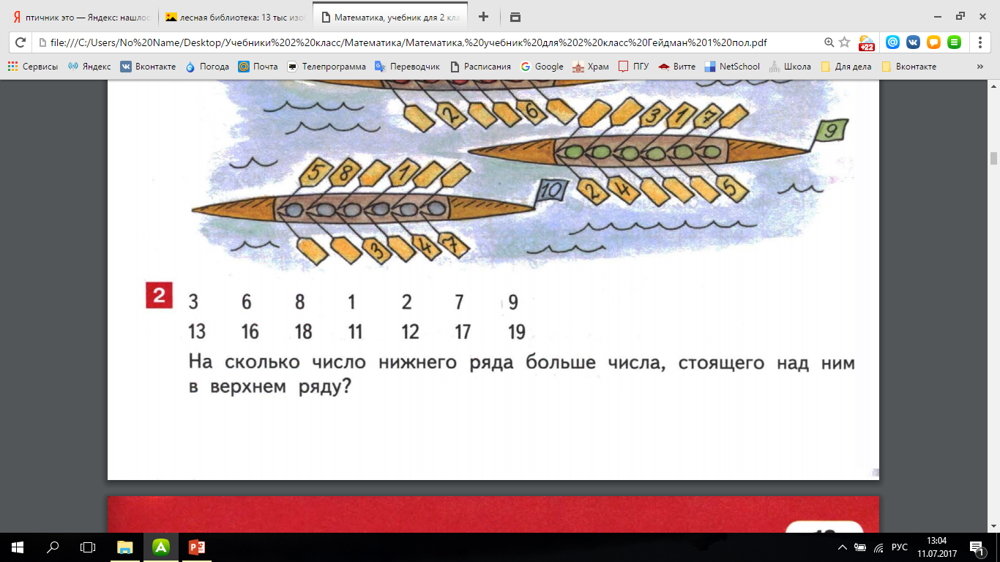 птичник это — Яндекс: нашлос
лесная библиотека: 13 тыс изо
Математика, учебник для 2 кла
file:///C:/Users/No%20Name/Desktop/Учебники%202%20класс/Математика/Математика,%20учебник%20для%202%20класс%20Гейдман%201%20пол.pdf
+22
Сервисы Яндекс Вконтакте Погода Почта Телепрограмма Переводчик Расписания Google Храм ПГУ Витте NetSchool Школа Для дела Вконтакте »
2 6
3 1 7
9
2 4 5
5 8 1
10
3 4 7
2
3 6 8 1 2 7 9
13 16 18 11 12 17 19
На сколько число нижнего ряда больше числа, стоящего над ним
в верхнем ряду?
РУС
13:04
11.07.2017
1